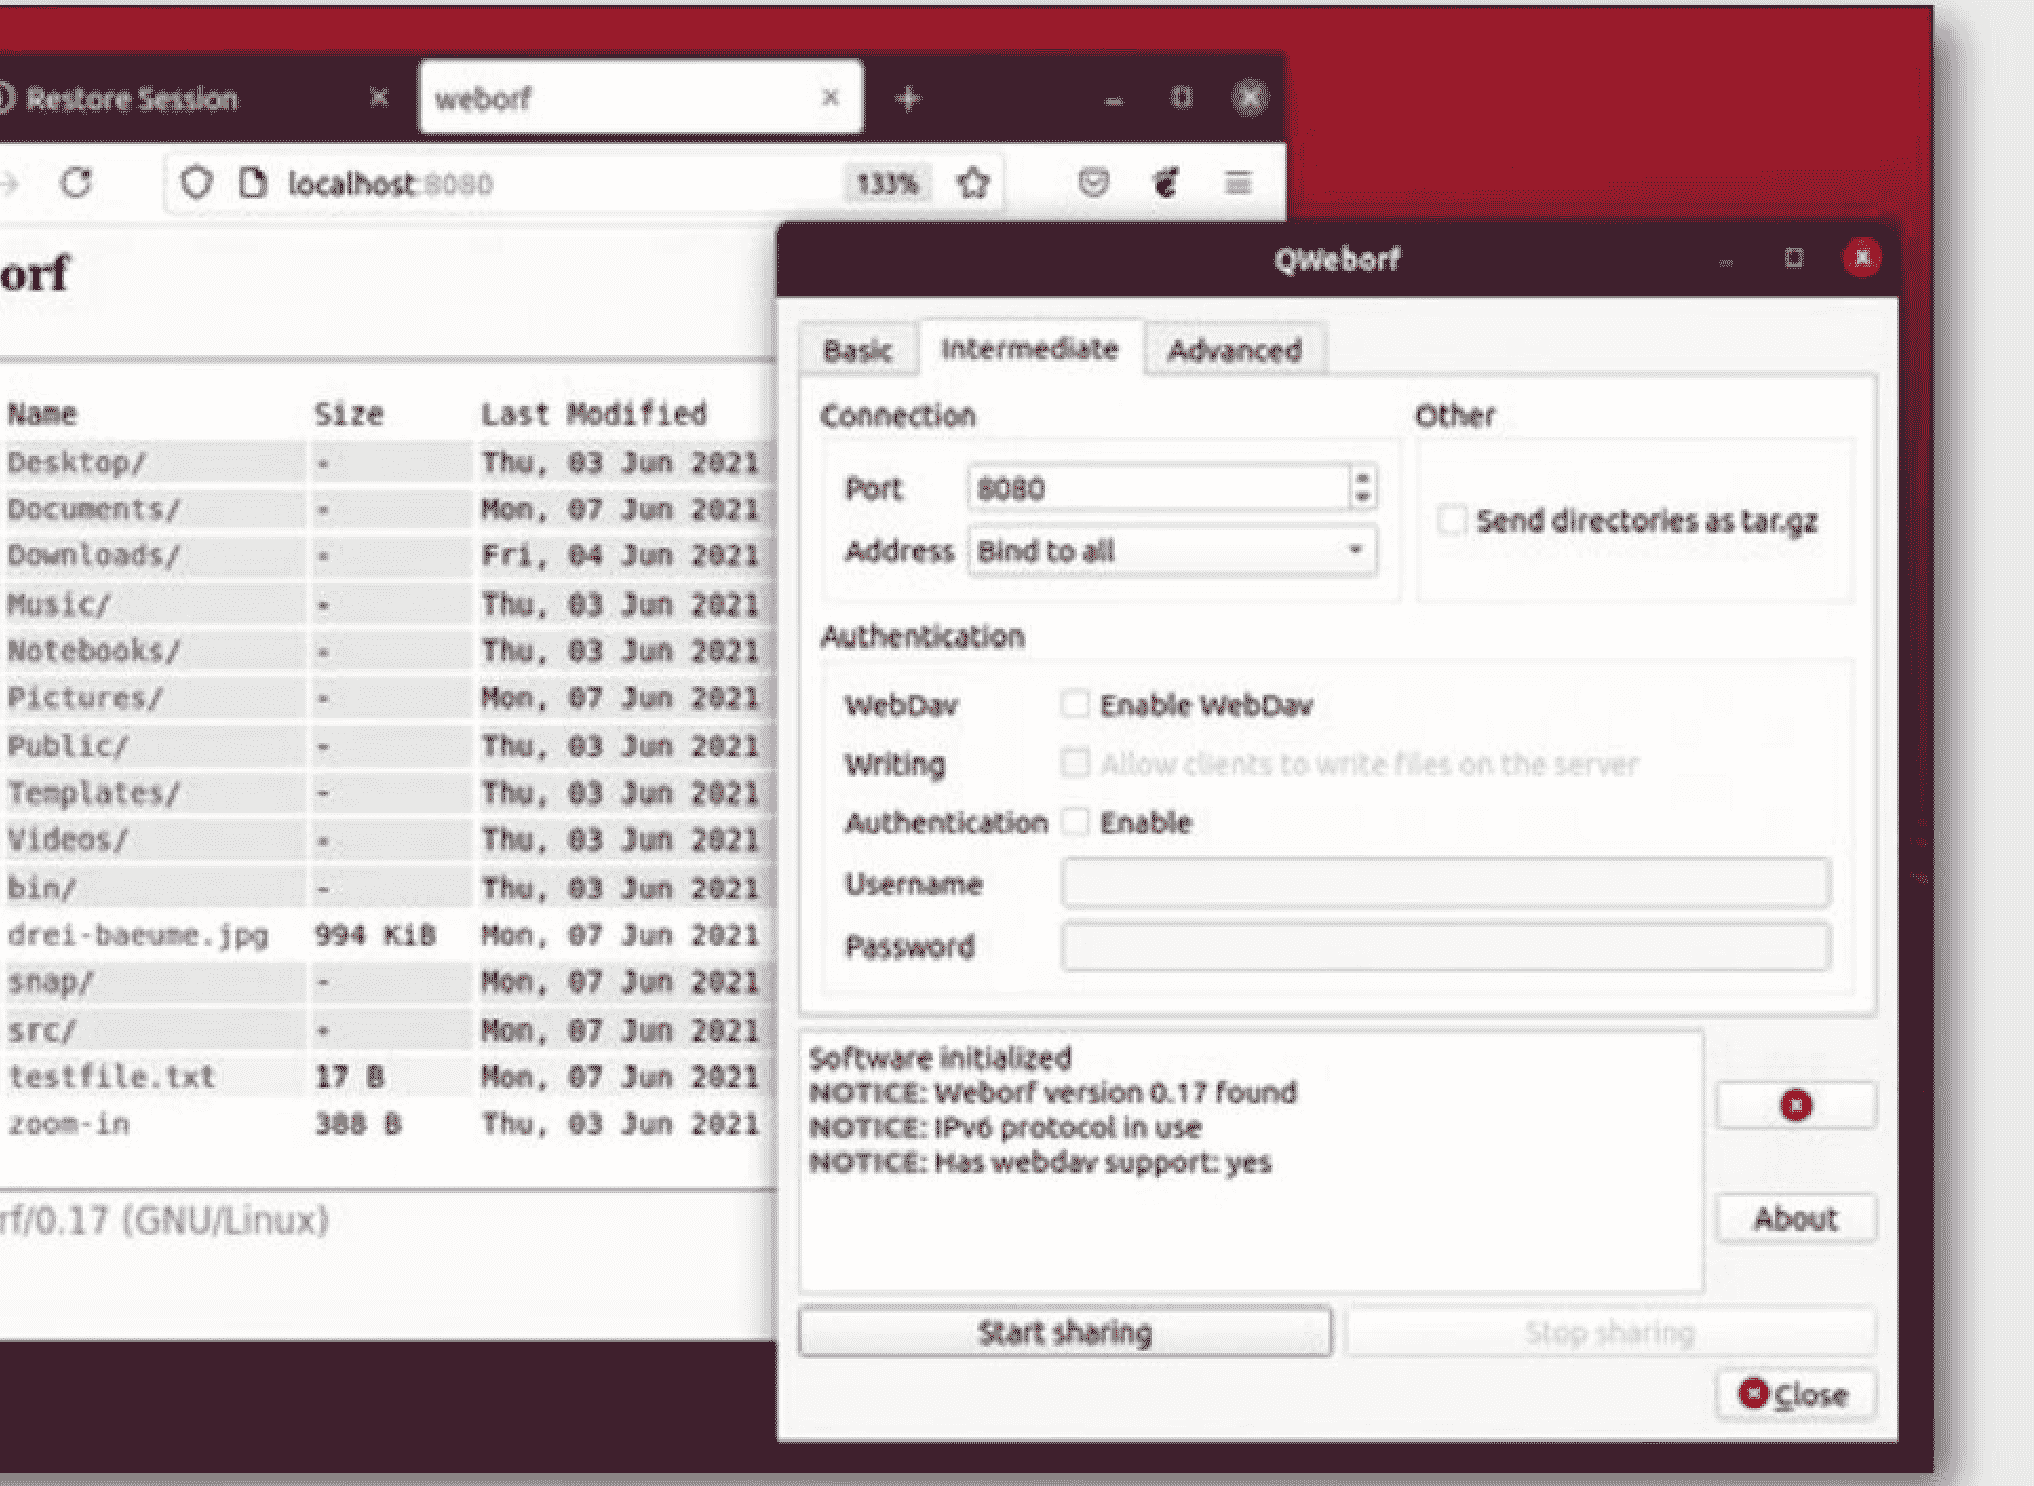 Restore Session
weborf
localhost:8080
133%
orf
Name Size Last Modified
Desktop/ - Thu, 03 Jun 2021
Documents/ - Mon, 07 Jun 2021
Downloads/ - Fri, 04 Jun 2021
Music/ - Thu, 03 Jun 2021
Notebooks/ - Thu, 03 Jun 2021
Pictures/ - Mon, 07 Jun 2021
Public/ - Thu, 03 Jun 2021
Templates/ - Thu, 03 Jun 2021
Videos/ - Thu, 03 Jun 2021
bin/ - Thu, 03 Jun 2021
drei-baeume.jpg 994 KiB Mon, 07 Jun 2021
snap/ - Mon, 07 Jun 2021
src/ - Mon, 07 Jun 2021
testfile.txt 17 B Mon, 07 Jun 2021
zoom-in 388 B Thu, 03 Jun 2021
rf/0.17 (GNU/Linux)
QWeborf
Basic Intermediate Advanced
Connection
Port 8080
Address Bind to all
Other
Send directories as tar.gz
Authentication
WebDav Enable WebDav
Writing Allow clients to write files on the server
Authentication Enable
Username
Password
Software initialized
NOTICE: Weborf version 0.17 found
NOTICE: IPv6 protocol in use
NOTICE: Has webdav support: yes
About
Start sharing Stop sharing
Close